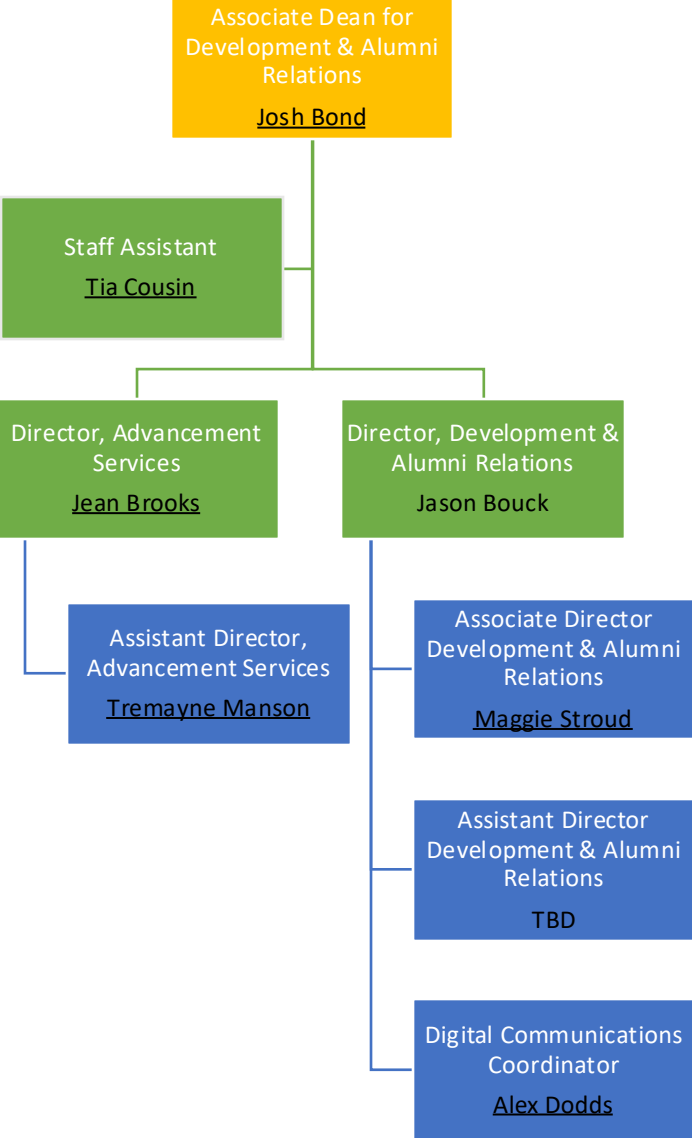 Associate Dean for
Development & Alumni
Relations
Josh Bond
Staff Assistant
Tia Cousin
Director, Advancement
Services
Jean Brooks
Director, Development &
Alumni Relations
Jason Bouck
Assistant Director,
Advancement Services
Tremayne Manson
Associate Director
Development & Alumni
Relations
Maggie Stroud
Assistant Director
Development & Alumni
Relations
TBD
Digital Communications
Coordinator
Alex Dodds